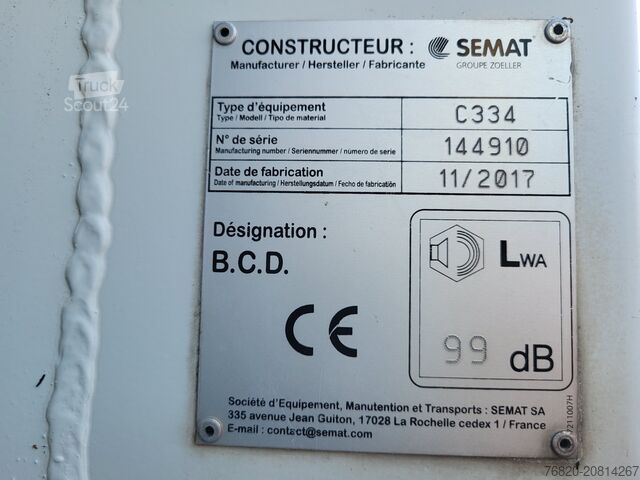 CONSTRUCTEUR : SEMAT
Manufacturer / Hersteller / Fabricante
GROUPE ZOELLER
Truck
Scout24
Type d'équipement
Type / Modell / Tipo de material
C334
N° de série
Manufacturing number / Seriennummer / número de serie
144910
Date de fabrication
Date of manufacturing / Herstellungsdatum / Fecho de fabricatión
11/2017
Désignation :
B.C.D.
CE
LWA
99 dB
Société d'Equipement, Manutention et Transports : SEMAT SA
335 avenue Jean Guiton, 17028 La Rochelle cedex 1 / France
E-mail : contact@semat.com
76820-20814267